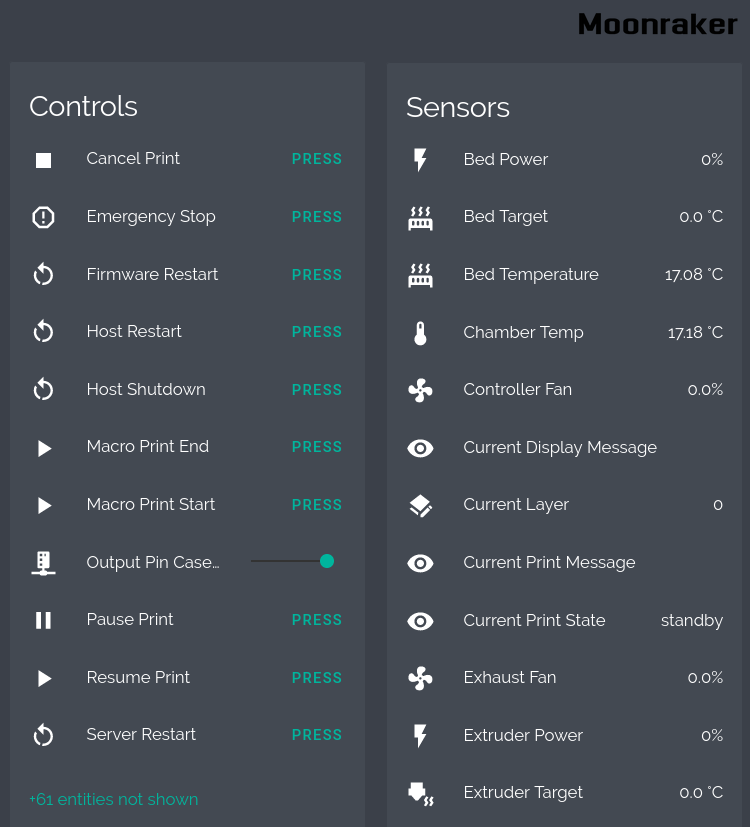 Moonraker
Controls
Cancel Print PRESS
Emergency Stop PRESS
Firmware Restart PRESS
Host Restart PRESS
Host Shutdown PRESS
Macro Print End PRESS
Macro Print Start PRESS
Output Pin Case…
Pause Print PRESS
Resume Print PRESS
Server Restart PRESS
+61 entities not shown
Sensors
Bed Power 0%
Bed Target 0.0 °C
Bed Temperature 17.08 °C
Chamber Temp 17.18 °C
Controller Fan 0.0%
Current Display Message
Current Layer 0
Current Print Message
Current Print State standby
Exhaust Fan 0.0%
Extruder Power 0%
Extruder Target 0.0 °C